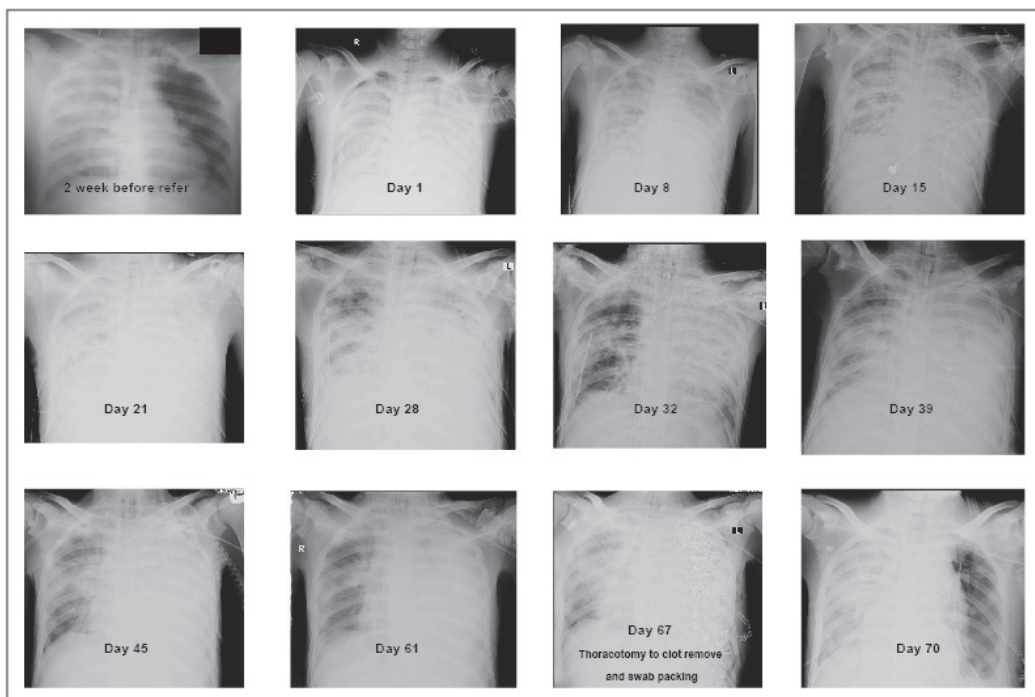 2 week before refer
R
Day 1
L
Day 8
Day 15
Day 21
L
Day 28
Day 32
Day 39
Day 45
R
Day 61
L
Day 67
Thoracotomy to clot remove
and swab packing
Day 70